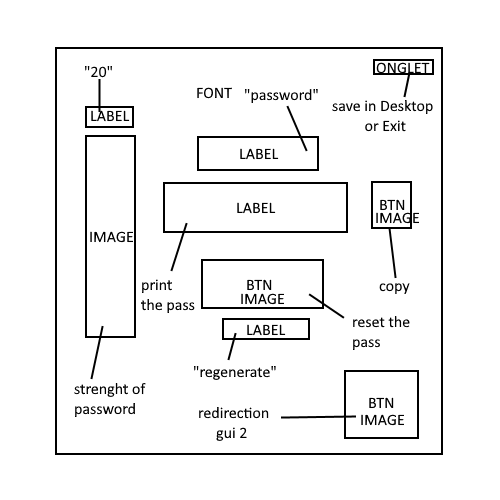 "20"
ONGLET
FONT
"password"
save in Desktop
or Exit
LABEL
LABEL
LABEL
BTN
IMAGE
IMAGE
print
the pass
BTN
IMAGE
copy
LABEL
reset the
pass
"regenerate"
strenght of
password
redirection
gui 2
BTN
IMAGE